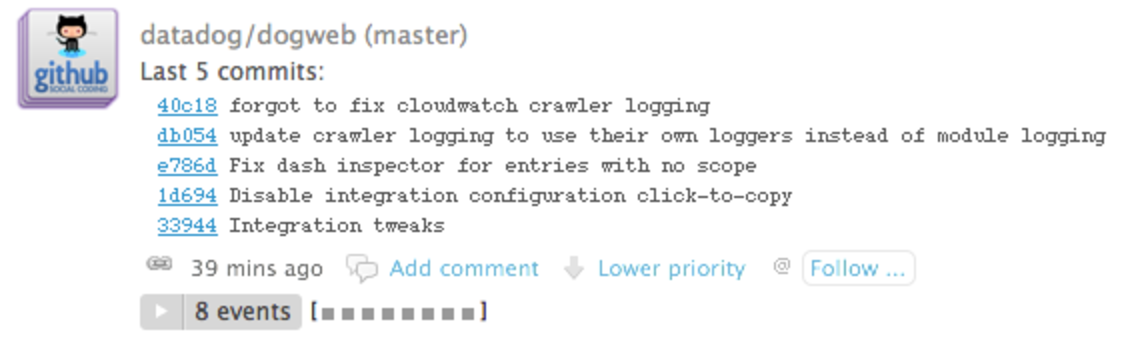 github
SOCIAL CODING
datadog/dogweb (master)
Last 5 commits:
40c18 forgot to fix cloudwatch crawler logging
db054 update crawler logging to use their own loggers instead of module logging
e786d Fix dash inspector for entries with no scope
1d694 Disable integration configuration click-to-copy
33944 Integration tweaks
39 mins ago Add comment Lower priority @ Follow ...
8 events [■■■■■■■■]